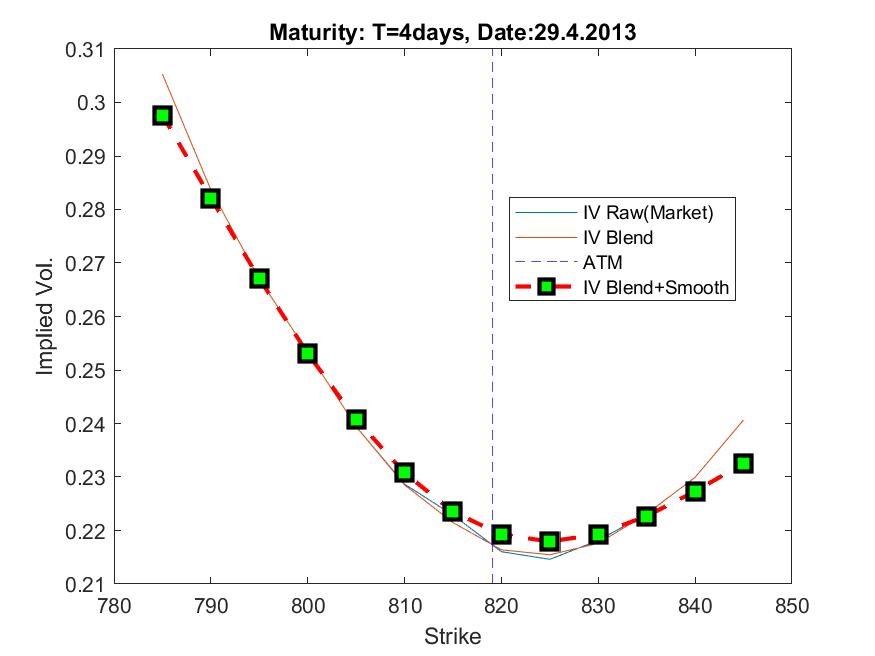 Maturity: T=4days, Date:29.4.2013
0.31
0.3
0.29
0.28
0.27
0.26
0.25
0.24
0.23
0.22
0.21
Implied Vol.
IV Raw(Market)
IV Blend
ATM
IV Blend+Smooth
780 790 800 810 820 830 840 850
Strike